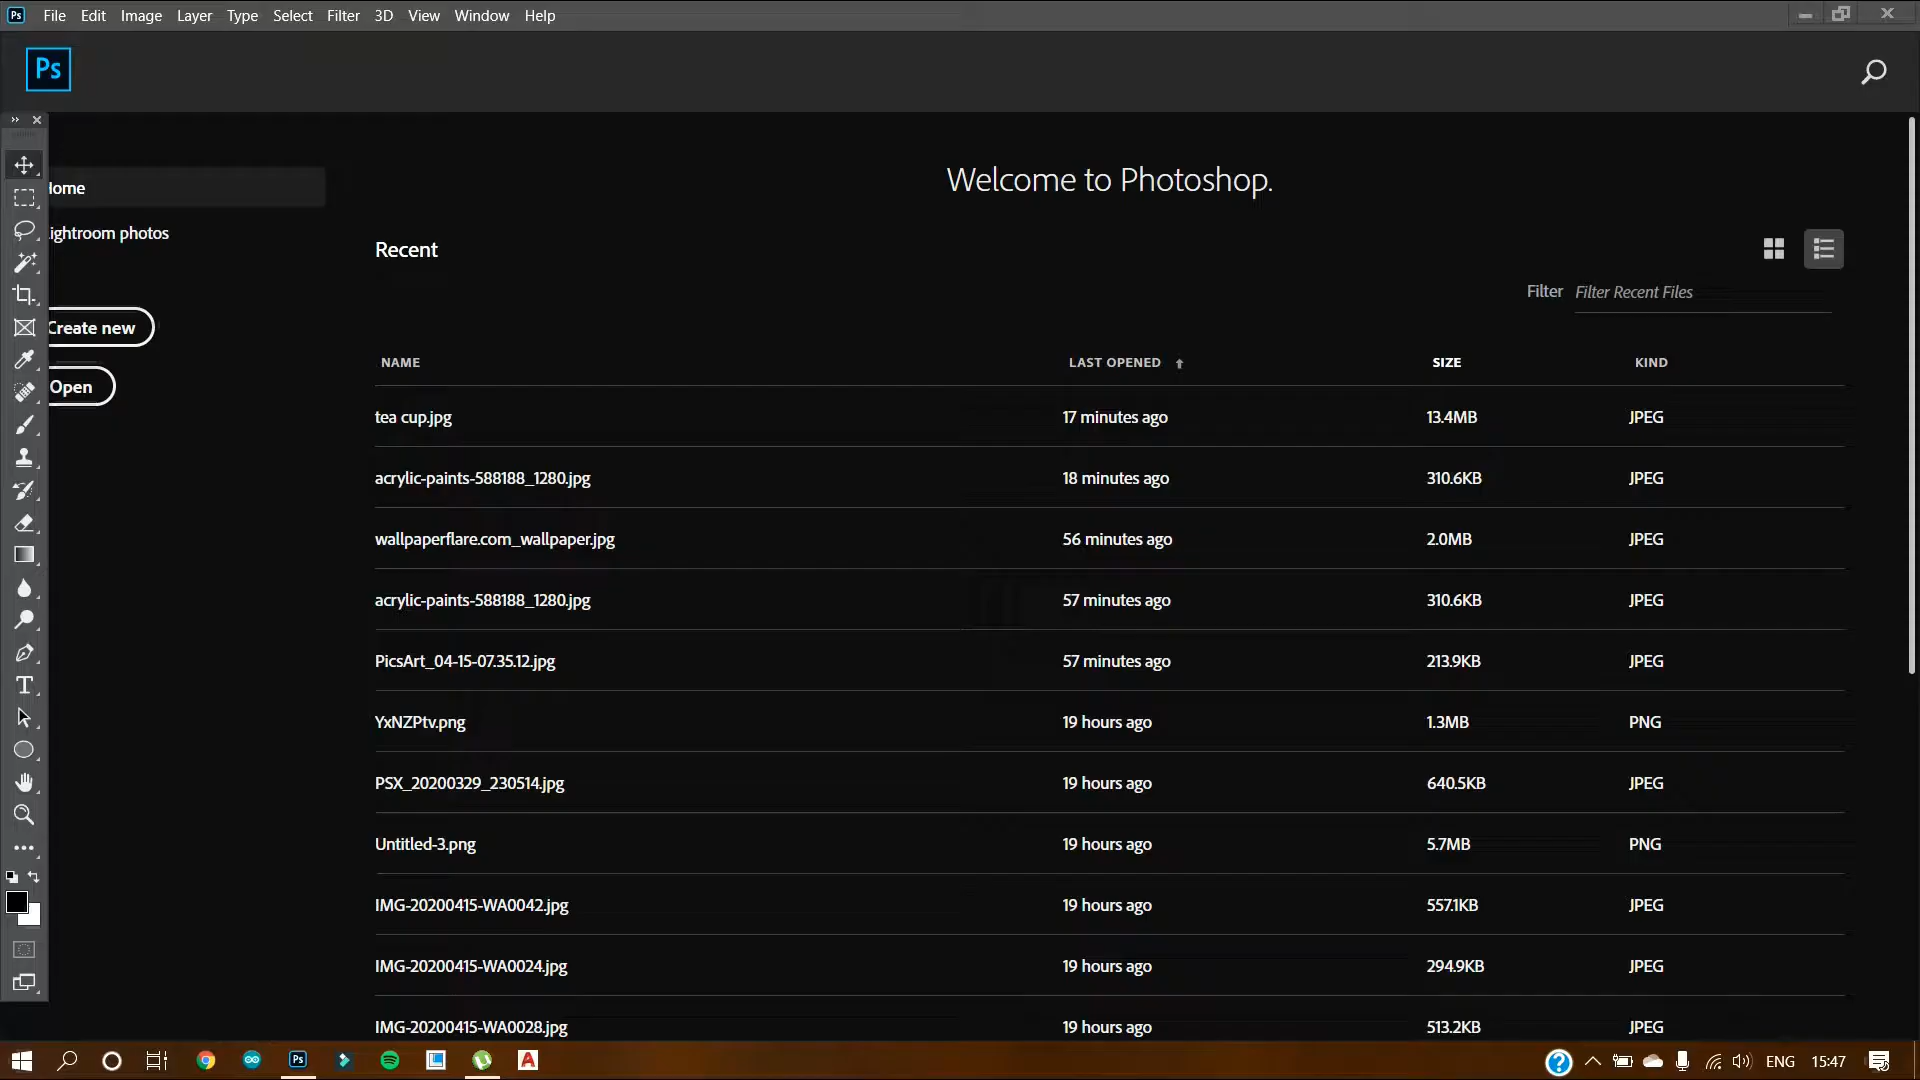 Ps File Edit Image Layer Type Select Filter 3D View Window Help
Ps
Welcome to Photoshop.
Home
Lightroom photos
Create new
Open
Recent
Filter Filter Recent Files
NAME LAST OPENED SIZE KIND
tea cup.jpg 17 minutes ago 13.4MB JPEG
acrylic-paints-588188_1280.jpg 18 minutes ago 310.6KB JPEG
wallpaperflare.com_wallpaper.jpg 56 minutes ago 2.0MB JPEG
acrylic-paints-588188_1280.jpg 57 minutes ago 310.6KB JPEG
PicsArt_04-15-07.35.12.jpg 57 minutes ago 213.9KB JPEG
YxNZPtv.png 19 hours ago 1.3MB PNG
PSX_20200329_230514.jpg 19 hours ago 640.5KB JPEG
Untitled-3.png 19 hours ago 5.7MB PNG
IMG-20200415-WA0042.jpg 19 hours ago 557.1KB JPEG
IMG-20200415-WA0024.jpg 19 hours ago 294.9KB JPEG
IMG-20200415-WA0028.jpg 19 hours ago 513.2KB JPEG
Ps ENG 15:47